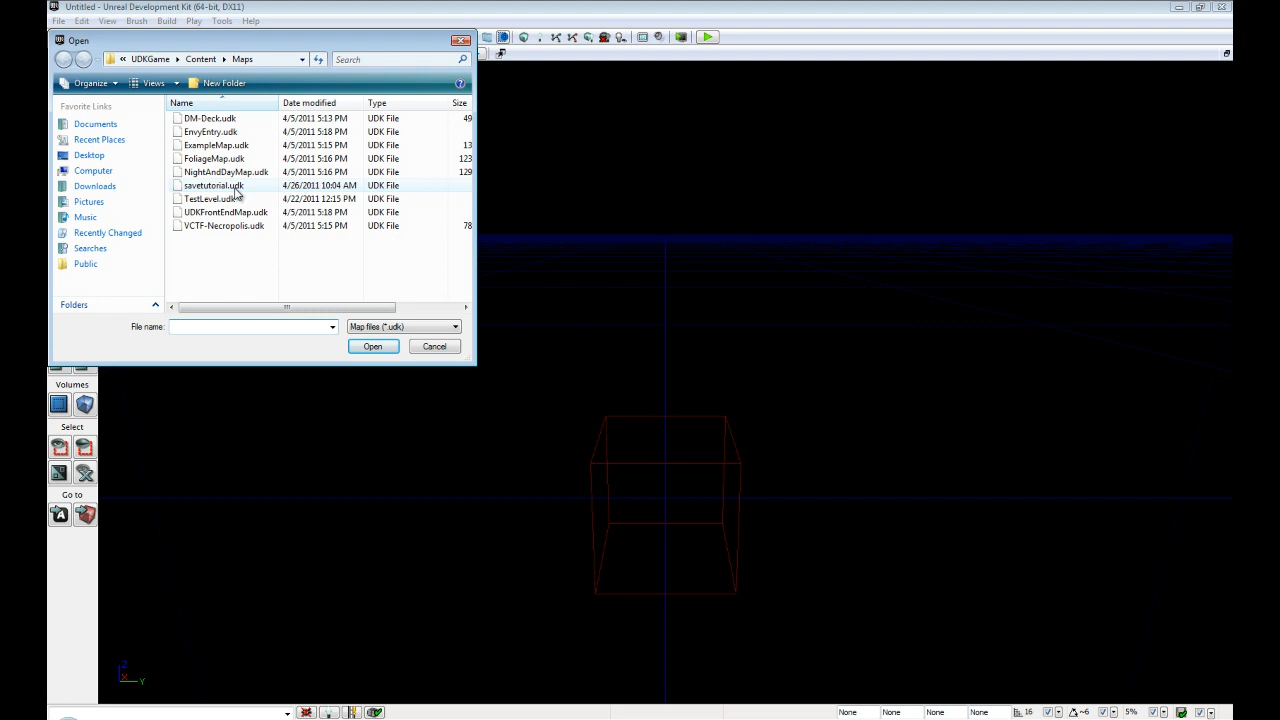 Untitled - Unreal Development Kit (64-bit, DX11)
File Edit View Brush Build Play Tools Help
Open
UDKGame Content Maps Search
Organize Views New Folder
Favorite Links
Documents
Recent Places
Desktop
Computer
Downloads
Pictures
Music
Recently Changed
Searches
Public
Folders
Name Date modified Type Size
DM-Deck.udk 4/5/2011 5:13 PM UDK File 49
EnvyEntry.udk 4/5/2011 5:18 PM UDK File
ExampleMap.udk 4/5/2011 5:15 PM UDK File 13
FoliageMap.udk 4/5/2011 5:16 PM UDK File 123
NightAndDayMap.udk 4/5/2011 5:16 PM UDK File 129
savetutorial.udk 4/26/2011 10:04 AM UDK File
TestLevel.udk 4/22/2011 12:15 PM UDK File
UDKFrontEndMap.udk 4/5/2011 5:18 PM UDK File
VCTF-Necropolis.udk 4/5/2011 5:15 PM UDK File 78
File name: Map files (*.udk)
Open Cancel
Volumes
Select
Go to
Z
X Y
None None None None 16 ~6 5%